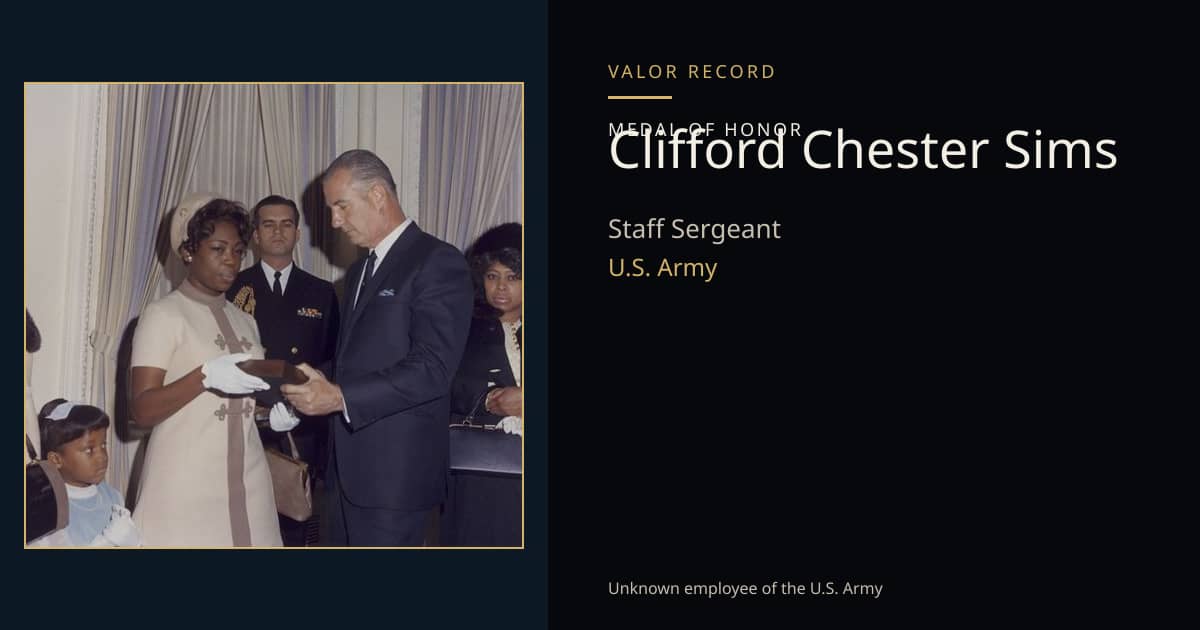 VALOR RECORD
MEDAL OF HONOR
Clifford Chester Sims
Staff Sergeant
U.S. Army
Unknown employee of the U.S. Army